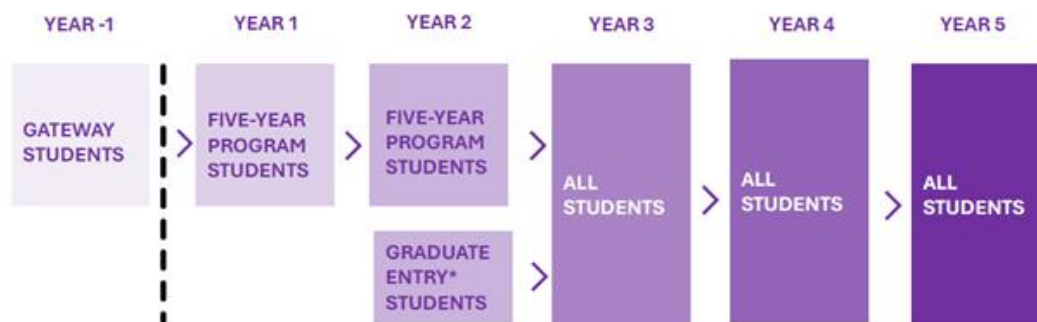 YEAR -1
YEAR 1
YEAR 2
YEAR 3
YEAR 4
YEAR 5
GATEWAY
STUDENTS
FIVE-YEAR
PROGRAM
STUDENTS
FIVE-YEAR
PROGRAM
STUDENTS
GRADUATE
ENTRY*
STUDENTS
ALL
STUDENTS
ALL
STUDENTS
ALL
STUDENTS